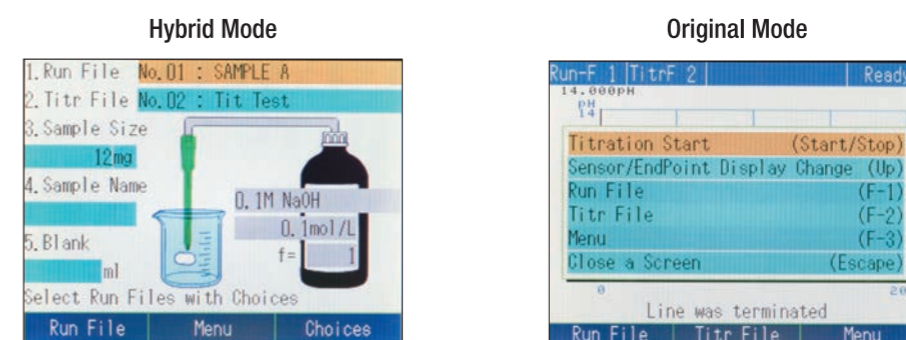 Hybrid Mode
1. Run File No.01 : SAMPLE A
2. Titr File No.02 : Tit Test
3. Sample Size
12mg
4. Sample Name
0.1M NaOH
0.1mol/L
5. Blank
f= 1
ml
Select Run Files with Choices
Run File Menu Choices
Original Mode
Run-F 1 TitrF 2 Ready
14.000pH
pH
14
Titration Start (Start/Stop)
Sensor/EndPoint Display Change (Up)
Run File (F-1)
Titr File (F-2)
Menu (F-3)
Close a Screen (Escape)
0 20
Line was terminated
Run File Titr File Menu